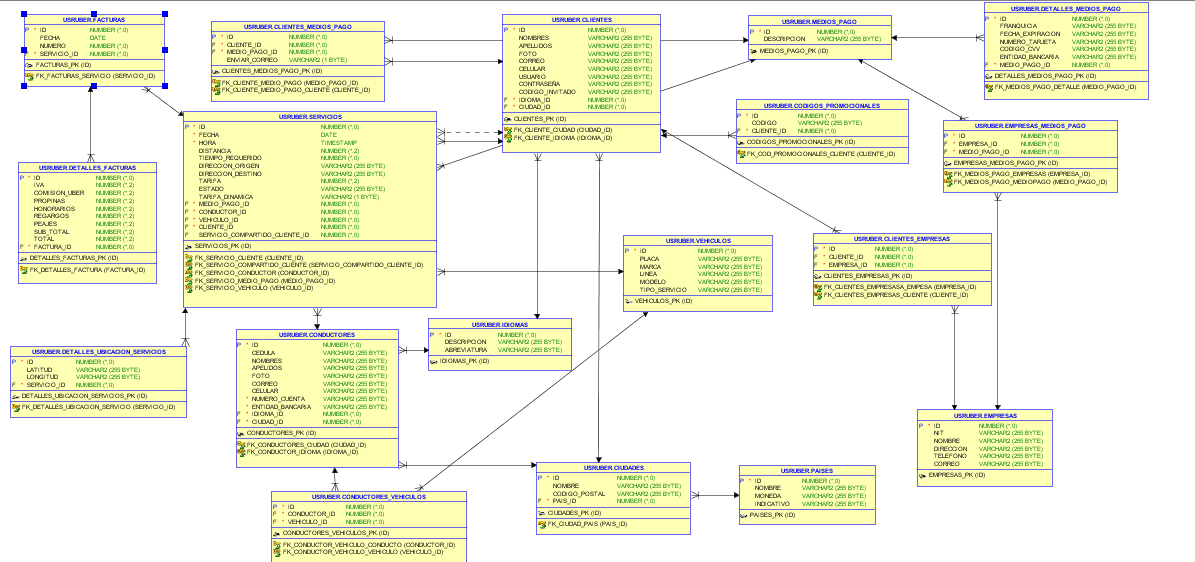 USRUBER.FACTURAS
P * ID NUMBER (*,0)
FECHA DATE
NUMERO NUMBER (*,0)
F * SERVICIO_ID NUMBER (*,0)
FACTURAS_PK (ID)
FK_FACTURAS_SERVICIO (SERVICIO_ID)
USRUBER.CLIENTES_MEDIOS_PAGO
P * ID NUMBER (*,0)
F * CLIENTE_ID NUMBER (*,0)
F * MEDIO_PAGO_ID NUMBER (*,0)
ENVIAR_CORREO VARCHAR2 (1 BYTE)
CLIENTES_MEDIOS_PAGO_PK (ID)
FK_CLIENTE_MEDIO_PAGO (MEDIO_PAGO_ID)
FK_CLIENTE_MEDIO_PAGO_CLIENTE (CLIENTE_ID)
USRUBER.CLIENTES
P * ID NUMBER (*,0)
NOMBRES VARCHAR2 (255 BYTE)
APELLIDOS VARCHAR2 (255 BYTE)
FOTO VARCHAR2 (255 BYTE)
CORREO VARCHAR2 (255 BYTE)
CELULAR VARCHAR2 (255 BYTE)
USUARIO VARCHAR2 (255 BYTE)
CONTRASEÑA VARCHAR2 (255 BYTE)
CODIGO_INVITADO VARCHAR2 (255 BYTE)
F * IDIOMA_ID NUMBER (*,0)
F * CIUDAD_ID NUMBER (*,0)
CLIENTES_PK (ID)
FK_CLIENTE_CIUDAD (CIUDAD_ID)
FK_CLIENTE_IDIOMA (IDIOMA_ID)
USRUBER.MEDIOS_PAGO
P * ID NUMBER (*,0)
DESCRIPCION VARCHAR2 (255 BYTE)
MEDIOS_PAGO_PK (ID)
USRUBER.DETALLES_MEDIOS_PAGO
P * ID NUMBER (*,0)
FRANQUICIA VARCHAR2 (255 BYTE)
FECHA_EXPIRACION VARCHAR2 (255 BYTE)
NUMERO_TARJETA VARCHAR2 (255 BYTE)
CODIGO_CVV VARCHAR2 (255 BYTE)
ENTIDAD_BANCARIA VARCHAR2 (255 BYTE)
F * MEDIO_PAGO_ID NUMBER (*,0)
DETALLES_MEDIOS_PAGO_PK (ID)
FK_MEDIOS_PAGO_DETALLE (MEDIO_PAGO_ID)
USRUBER.SERVICIOS
P * ID NUMBER (*,0)
* FECHA DATE
* HORA TIMESTAMP
DISTANCIA NUMBER (*,2)
TIEMPO_REQUERIDO NUMBER (*,0)
DIRECCION_ORIGEN VARCHAR2 (255 BYTE)
DIRECCION_DESTINO VARCHAR2 (255 BYTE)
TARIFA NUMBER (*,2)
ESTADO VARCHAR2 (255 BYTE)
TARIFA_DINAMICA VARCHAR2 (1 BYTE)
F * MEDIO_PAGO_ID NUMBER (*,0)
F * CONDUCTOR_ID NUMBER (*,0)
F * VEHICULO_ID NUMBER (*,0)
F * CLIENTE_ID NUMBER (*,0)
F SERVICIO_COMPARTIDO_CLIENTE_ID NUMBER (*,0)
SERVICIOS_PK (ID)
FK_SERVICIO_CLIENTE (CLIENTE_ID)
FK_SERVICIO_COMPARTIDO_CLIENTE (SERVICIO_COMPARTIDO_CLIENTE_ID)
FK_SERVICIO_CONDUCTOR (CONDUCTOR_ID)
FK_SERVICIO_MEDIO_PAGO (MEDIO_PAGO_ID)
FK_SERVICIO_VEHICULO (VEHICULO_ID)
USRUBER.CODIGOS_PROMOCIONALES
P * ID NUMBER (*,0)
CODIGO VARCHAR2 (255 BYTE)
F * CLIENTE_ID NUMBER (*,0)
CODIGOS_PROMOCIONALES_PK (ID)
FK_COD_PROMOCIONALES_CLIENTE (CLIENTE_ID)
USRUBER.EMPRESAS_MEDIOS_PAGO
P * ID NUMBER (*,0)
F * EMPRESA_ID NUMBER (*,0)
F * MEDIO_PAGO_ID NUMBER (*,0)
EMPRESAS_MEDIOS_PAGO_PK (ID)
FK_MEDIOS_PAGO_EMPRESAS (EMPRESA_ID)
FK_MEDIOS_PAGO_MEDIOPAGO (MEDIO_PAGO_ID)
USRUBER.DETALLES_FACTURAS
P * ID NUMBER (*,0)
IVA NUMBER (*,2)
COMISION_UBER NUMBER (*,2)
PROPINAS NUMBER (*,2)
HONORARIOS NUMBER (*,2)
REGARGOS NUMBER (*,2)
PEAJES NUMBER (*,2)
SUB_TOTAL NUMBER (*,2)
TOTAL NUMBER (*,2)
F * FACTURA_ID NUMBER (*,0)
DETALLES_FACTURAS_PK (ID)
FK_DETALLES_FACTURA (FACTURA_ID)
USRUBER.VEHICULOS
P * ID NUMBER (*,0)
PLACA VARCHAR2 (255 BYTE)
MARCA VARCHAR2 (255 BYTE)
LINEA VARCHAR2 (255 BYTE)
MODELO VARCHAR2 (255 BYTE)
TIPO_SERVICIO VARCHAR2 (255 BYTE)
VEHICULOS_PK (ID)
USRUBER.CLIENTES_EMPRESAS
P * ID NUMBER (*,0)
F * CLIENTE_ID NUMBER (*,0)
F * EMPRESA_ID NUMBER (*,0)
CLIENTES_EMPRESAS_PK (ID)
FK_CLIENTES_EMPRESASA_EMPESA (EMPRESA_ID)
FK_CLIENTES_EMPRESAS_CLIENTE (CLIENTE_ID)
USRUBER.DETALLES_UBICACION_SERVICIOS
P * ID NUMBER (*,0)
LATITUD NUMBER (*,0)
LONGITUD NUMBER (*,0)
F * SERVICIO_ID NUMBER (*,0)
DETALLES_UBICACION_SERVICIOS_PK (ID)
FK_DETALLES_UBICACION_SERVICIO (SERVICIO_ID)
USRUBER.CONDUCTORES
P * ID NUMBER (*,0)
CEDULA VARCHAR2 (255 BYTE)
NOMBRES VARCHAR2 (255 BYTE)
APELLIDOS VARCHAR2 (255 BYTE)
FOTO VARCHAR2 (255 BYTE)
CORREO VARCHAR2 (255 BYTE)
CELULAR VARCHAR2 (255 BYTE)
* NUMERO_CUENTA VARCHAR2 (255 BYTE)
* ENTIDAD_BANCARIA VARCHAR2 (255 BYTE)
F * IDIOMA_ID NUMBER (*,0)
F * CIUDAD_ID NUMBER (*,0)
CONDUCTORES_PK (ID)
FK_CONDUCTORES_CIUDAD (CIUDAD_ID)
FK_CONDUCTOR_IDIOMA (IDIOMA_ID)
USRUBER.IDIOMAS
P * ID NUMBER (*,0)
DESCRIPCION VARCHAR2 (255 BYTE)
ABREVIATURA VARCHAR2 (255 BYTE)
IDIOMAS_PK (ID)
USRUBER.EMPRESAS
P * ID NUMBER (*,0)
NIT VARCHAR2 (255 BYTE)
NOMBRE VARCHAR2 (255 BYTE)
DIRECCION VARCHAR2 (255 BYTE)
TELEFONO VARCHAR2 (255 BYTE)
CORREO VARCHAR2 (255 BYTE)
EMPRESAS_PK (ID)
USRUBER.CONDUCTORES_VEHICULOS
P * ID NUMBER (*,0)
F * CONDUCTOR_ID NUMBER (*,0)
F * VEHICULO_ID NUMBER (*,0)
CONDUCTORES_VEHICULOS_PK (ID)
FK_CONDUCTOR_VEHICULO_CONDUCTO (CONDUCTOR_ID)
FK_CONDUCTOR_VEHICULO_VEHICULO (VEHICULO_ID)
USRUBER.CIUDADES
P * ID NUMBER (*,0)
NOMBRE VARCHAR2 (255 BYTE)
CODIGO_POSTAL VARCHAR2 (255 BYTE)
F * PAIS_ID NUMBER (*,0)
CIUDADES_PK (ID)
FK_CIUDAD_PAIS (PAIS_ID)
USRUBER.PAISES
P * ID NUMBER (*,0)
NOMBRE VARCHAR2 (255 BYTE)
MONEDA VARCHAR2 (255 BYTE)
INDICATIVO VARCHAR2 (255 BYTE)
PAISES_PK (ID)